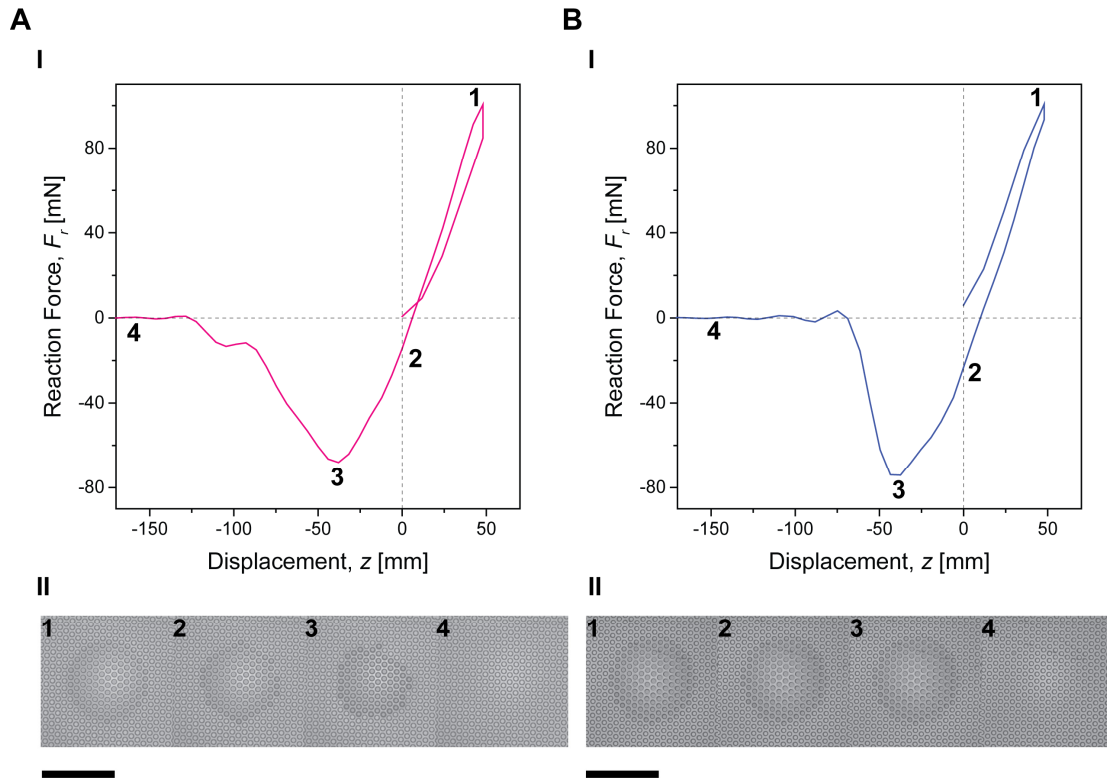 A
I
Reaction Force, F_r [mN]
80
40
0
-40
-80
1
2
3
4
-150
-100
-50
0
50
Displacement, z [mm]
II
1 2 3 4
B
I
Reaction Force, F_r [mN]
80
40
0
-40
-80
1
2
3
4
-150
-100
-50
0
50
Displacement, z [mm]
II
1 2 3 4